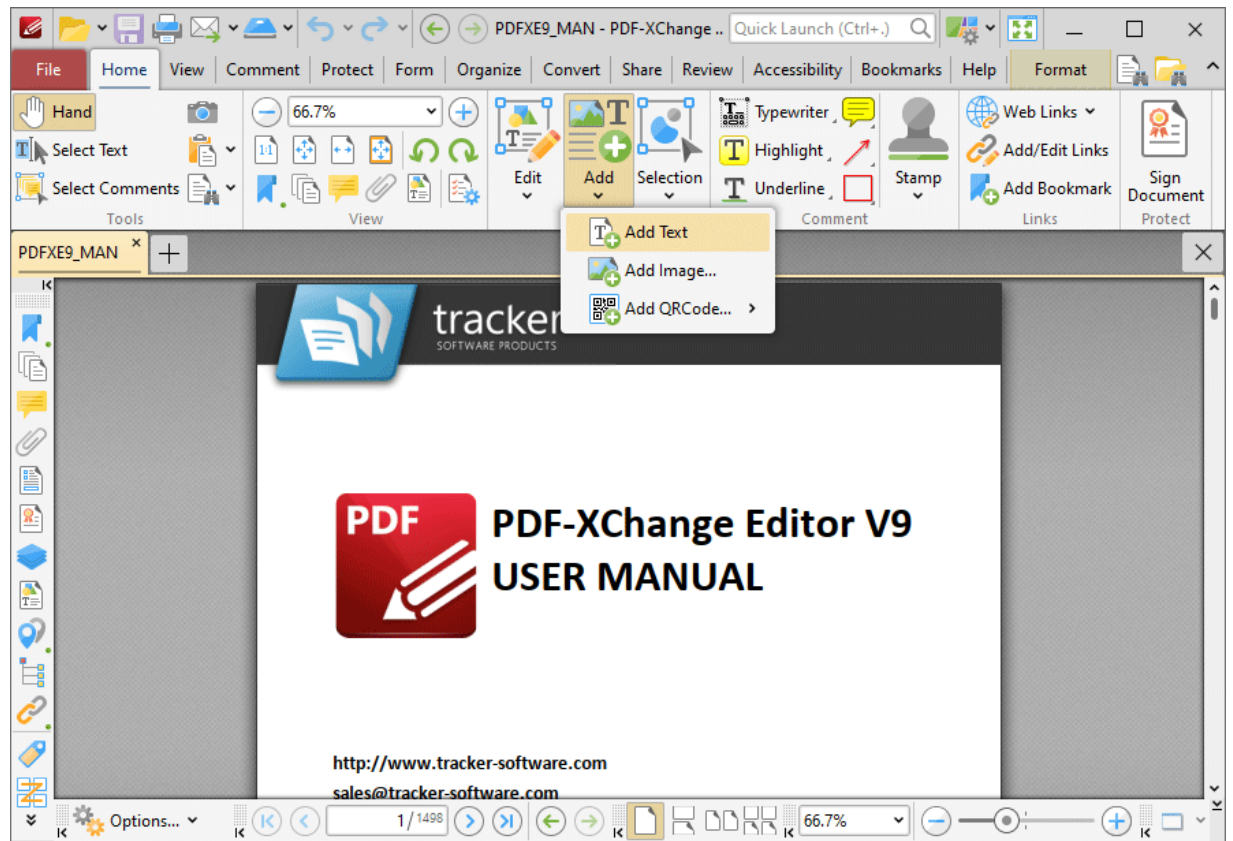 PDFXE9_MAN - PDF-XChange ..
Quick Launch (Ctrl+.)
File Home View Comment Protect Form Organize Convert Share Review Accessibility Bookmarks Help Format
Hand
Select Text
Select Comments
Tools
66.7%
1:1
View
Edit
Add
Selection
Typewriter
Highlight
Underline
Comment
Stamp
Web Links
Add/Edit Links
Add Bookmark
Links
Sign
Document
Protect
Add Text
Add Image...
Add QRCode...
PDFXE9_MAN
tracker
SOFTWARE PRODUCTS
PDF
PDF-XChange Editor V9
USER MANUAL
http://www.tracker-software.com
sales@tracker-software.com
Options...
1/1498
66.7%